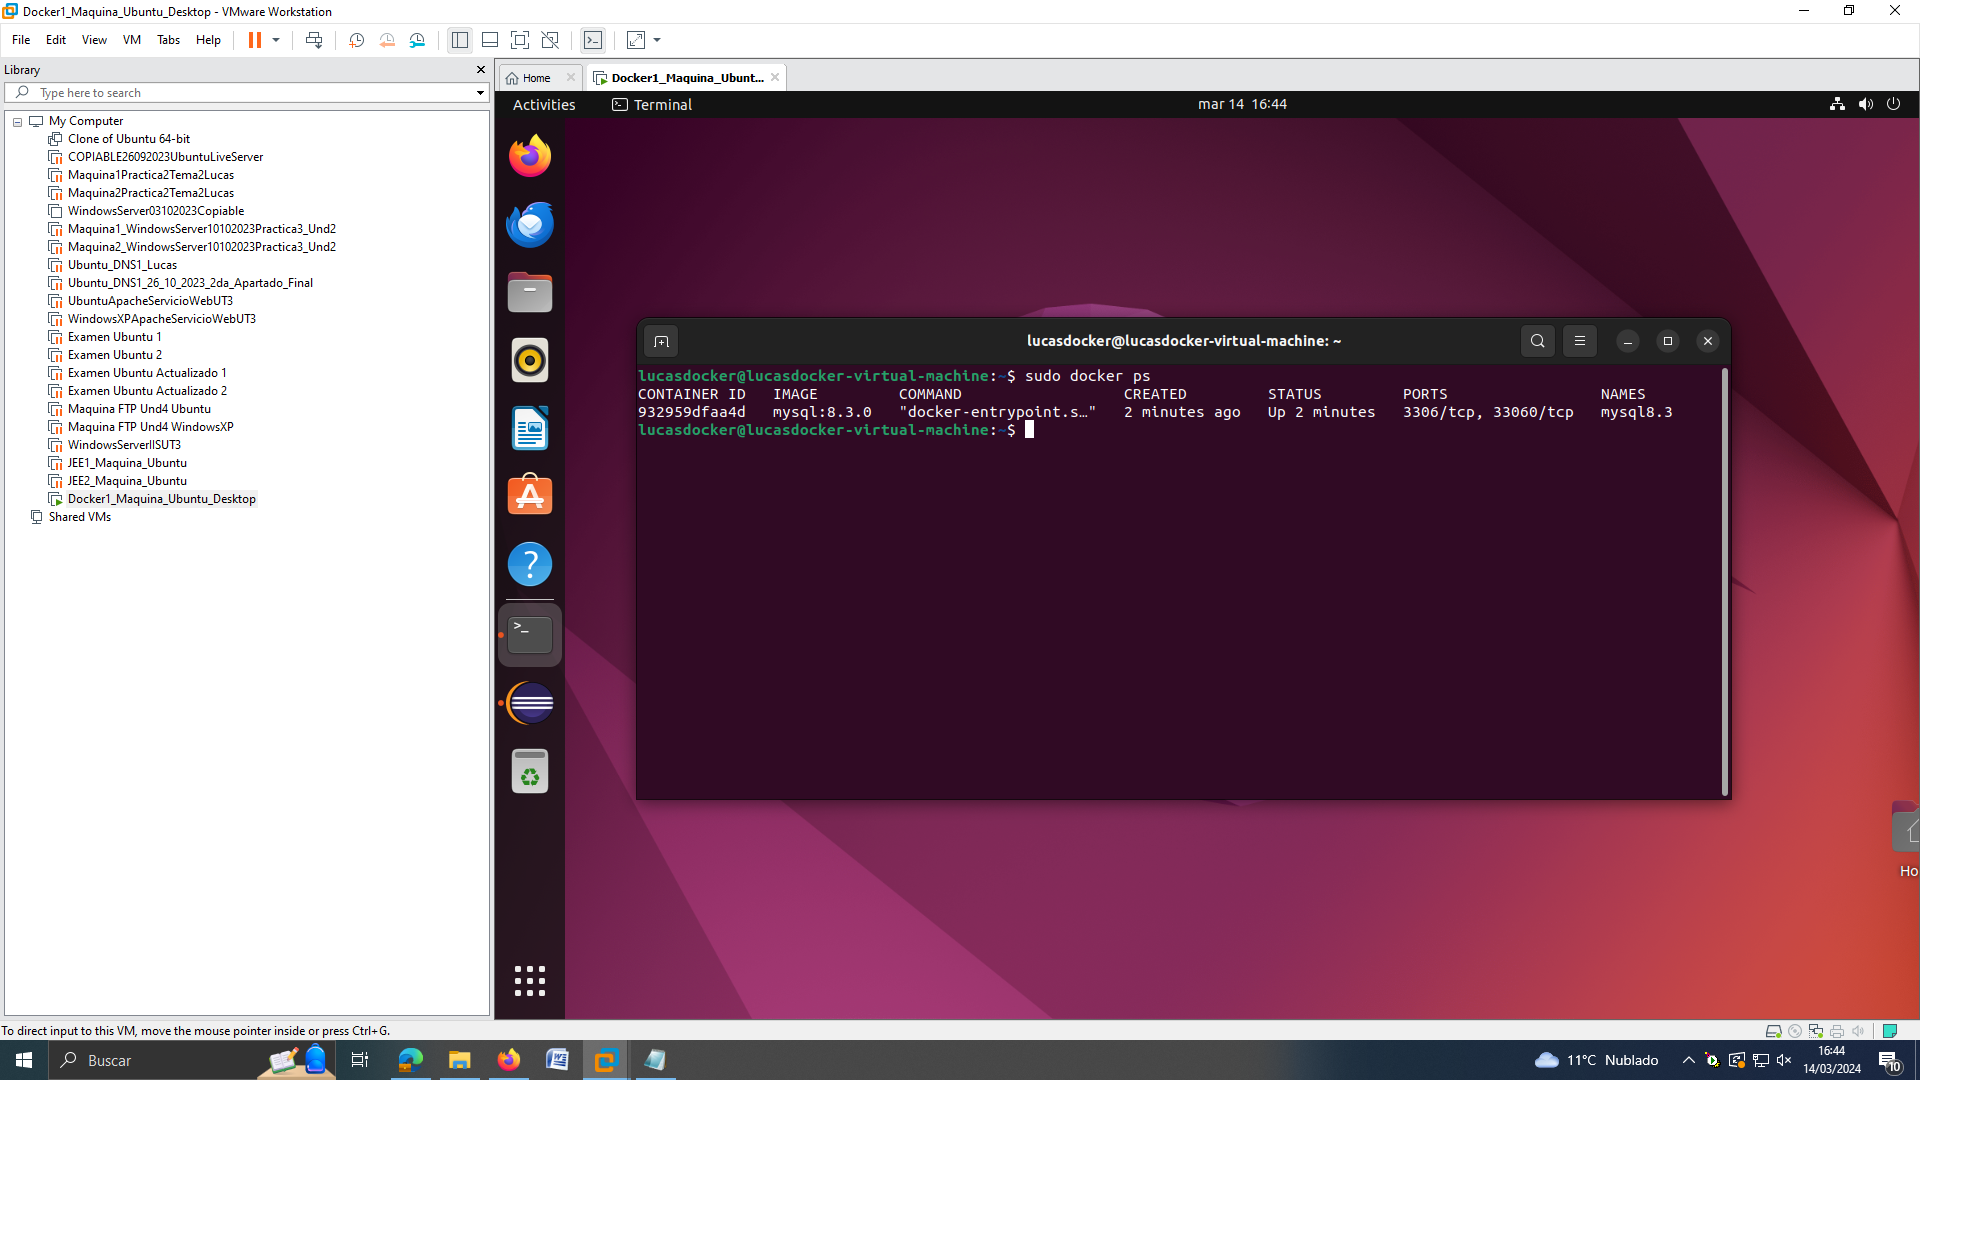 Docker1_Maquina_Ubuntu_Desktop - VMware Workstation
File Edit View VM Tabs Help
Library
Type here to search
My Computer
Clone of Ubuntu 64-bit
COPIABLE26092023UbuntuLiveServer
Maquina1Practica2Tema2Lucas
Maquina2Practica2Tema2Lucas
WindowsServer03102023Copiable
Maquina1_WindowsServer10102023Practica3_Und2
Maquina2_WindowsServer10102023Practica3_Und2
Ubuntu_DNS1_Lucas
Ubuntu_DNS1_26_10_2023_2da_Apartado_Final
UbuntuApacheServicioWebUT3
WindowsXPApacheServicioWebUT3
Examen Ubuntu 1
Examen Ubuntu 2
Examen Ubuntu Actualizado 1
Examen Ubuntu Actualizado 2
Maquina FTP Und4 Ubuntu
Maquina FTP Und4 WindowsXP
WindowsServerIISUT3
JEE1_Maquina_Ubuntu
JEE2_Maquina_Ubuntu
Docker1_Maquina_Ubuntu_Desktop
Shared VMs
Home
Docker1_Maquina_Ubunt...
Activities Terminal mar 14 16:44
lucasdocker@lucasdocker-virtual-machine: ~
lucasdocker@lucasdocker-virtual-machine:~$ sudo docker ps
CONTAINER ID IMAGE COMMAND CREATED STATUS PORTS NAMES
932959dfaa4d mysql:8.3.0 "docker-entrypoint.s…" 2 minutes ago Up 2 minutes 3306/tcp, 33060/tcp mysql8.3
lucasdocker@lucasdocker-virtual-machine:~$
Ho
To direct input to this VM, move the mouse pointer inside or press Ctrl+G.
Buscar
11°C Nublado
16:44
14/03/2024
10